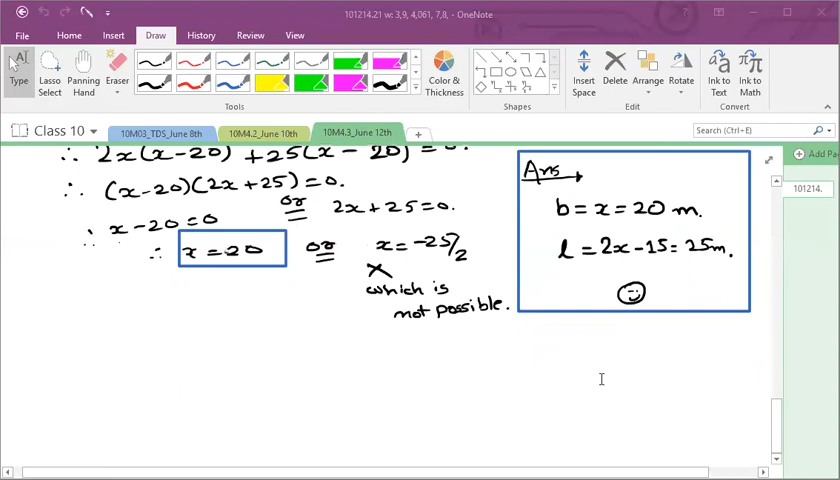 101214.21 w: 3,9, 4,061, 7,8, - OneNote
File Home Insert Draw History Review View
Type
Lasso Select
Panning Hand
Eraser
Color & Thickness
Insert Space
Delete
Arrange
Rotate
Ink to Text
Ink to Math
Tools
Shapes
Edit
Convert
Class 10
10M03_TDS_June 8th
10M4.2_June 10th
10M4.3_June 12th
Search (Ctrl+E)
Add Pa
101214.
∴ 2x(x-20) + 25(x-20) = 0.
∴ (x-20)(2x+25) = 0.
∴ x-20=0 or 2x+25=0.
∴ x=20 or x=-25/2
which is
not possible.
Ans
b = x = 20 m.
l = 2x-15 = 25m.